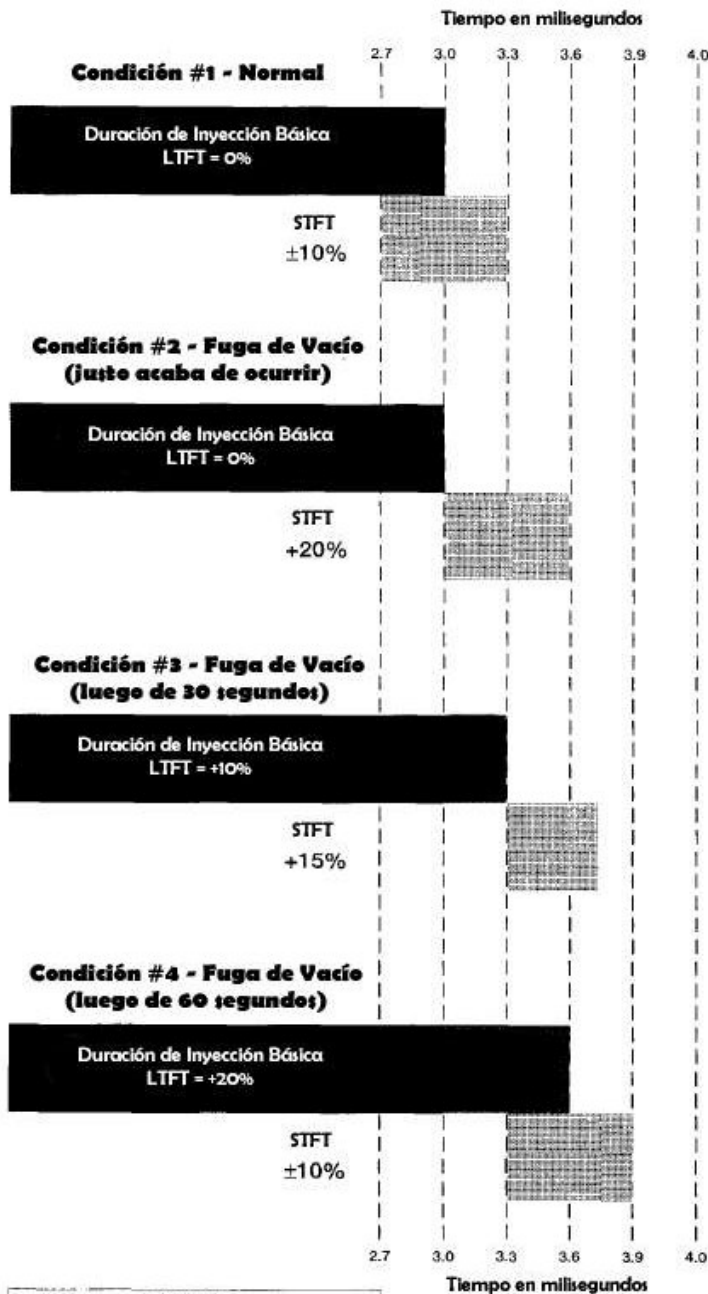 Tiempo en milisegundos
2.7 3.0 3.3 3.6 3.9 4.0
Condición #1 - Normal
Duración de Inyección Básica
LTFT = 0%
STFT
±10%
Condición #2 - Fuga de Vacío
(justo acaba de ocurrir)
Duración de Inyección Básica
LTFT = 0%
STFT
+20%
Condición #3 - Fuga de Vacío
(luego de 30 segundos)
Duración de Inyección Básica
LTFT = +10%
STFT
+15%
Condición #4 - Fuga de Vacío
(luego de 60 segundos)
Duración de Inyección Básica
LTFT = +20%
STFT
±10%
2.7 3.0 3.3 3.6 3.9 4.0
Tiempo en milisegundos